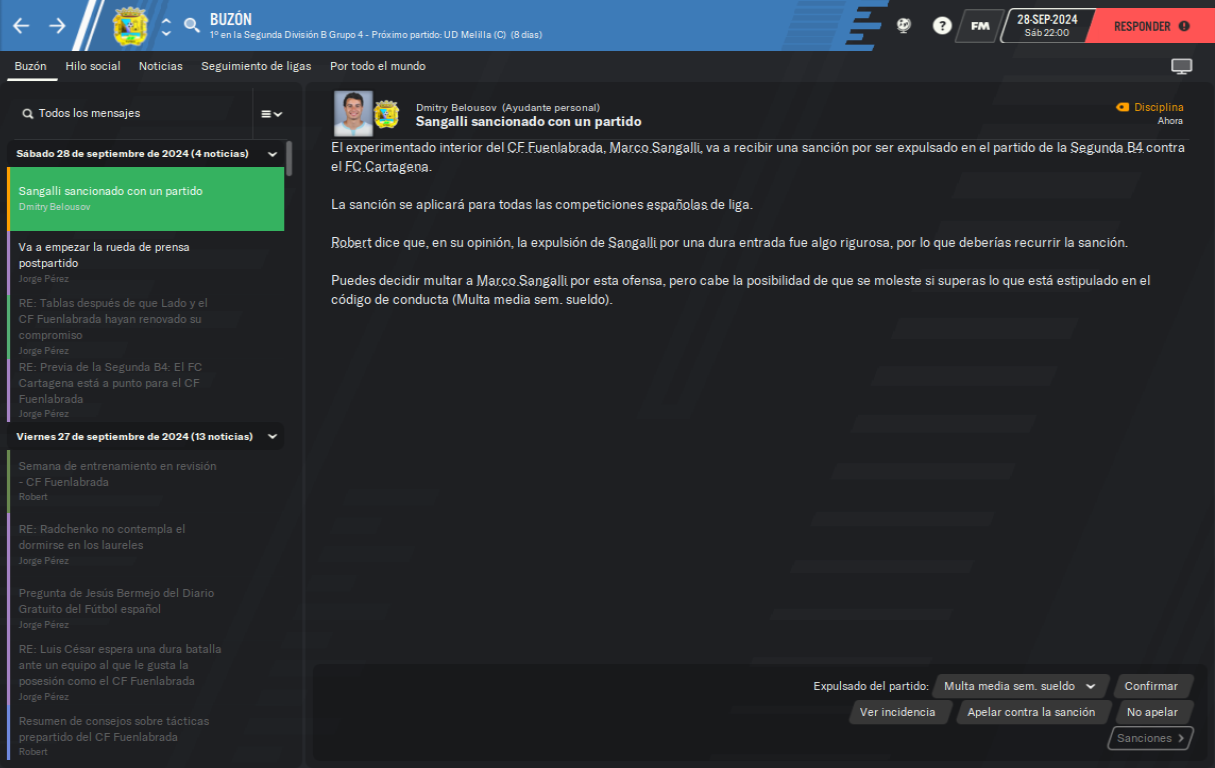 BUZÓN
1º en la Segunda División B Grupo 4 - Próximo partido: UD Melilla (C) (8 días)
?
FM
28-SEP-2024
Sáb 22:00
RESPONDER
Buzón Hilo social Noticias Seguimiento de ligas Por todo el mundo
Todos los mensajes
Sábado 28 de septiembre de 2024 (4 noticias)
Sangalli sancionado con un partido
Dmitry Belousov
Va a empezar la rueda de prensa
postpartido
Jorge Pérez
RE: Tablas después de que Lado y el
CF Fuenlabrada hayan renovado su
compromiso
Jorge Pérez
RE: Previa de la Segunda B4: El FC
Cartagena está a punto para el CF
Fuenlabrada
Jorge Pérez
Viernes 27 de septiembre de 2024 (13 noticias)
Semana de entrenamiento en revisión
- CF Fuenlabrada
Robert
RE: Radchenko no contempla el
dormirse en los laureles
Jorge Pérez
Pregunta de Jesús Bermejo del Diario
Gratuito del Fútbol español
Jorge Pérez
RE: Luis César espera una dura batalla
ante un equipo al que le gusta la
posesión como el CF Fuenlabrada
Jorge Pérez
Resumen de consejos sobre tácticas
prepartido del CF Fuenlabrada
Robert
Dmitry Belousov (Ayudante personal)
Sangalli sancionado con un partido
Disciplina
Ahora
El experimentado interior del CF Fuenlabrada, Marco Sangalli, va a recibir una sanción por ser expulsado en el partido de la Segunda B4 contra
el FC Cartagena.
La sanción se aplicará para todas las competiciones españolas de liga.
Robert dice que, en su opinión, la expulsión de Sangalli por una dura entrada fue algo rigurosa, por lo que deberías recurrir la sanción.
Puedes decidir multar a Marco Sangalli por esta ofensa, pero cabe la posibilidad de que se moleste si superas lo que está estipulado en el
código de conducta (Multa media sem. sueldo).
Expulsado del partido: Multa media sem. sueldo Confirmar
Ver incidencia Apelar contra la sanción No apelar
Sanciones